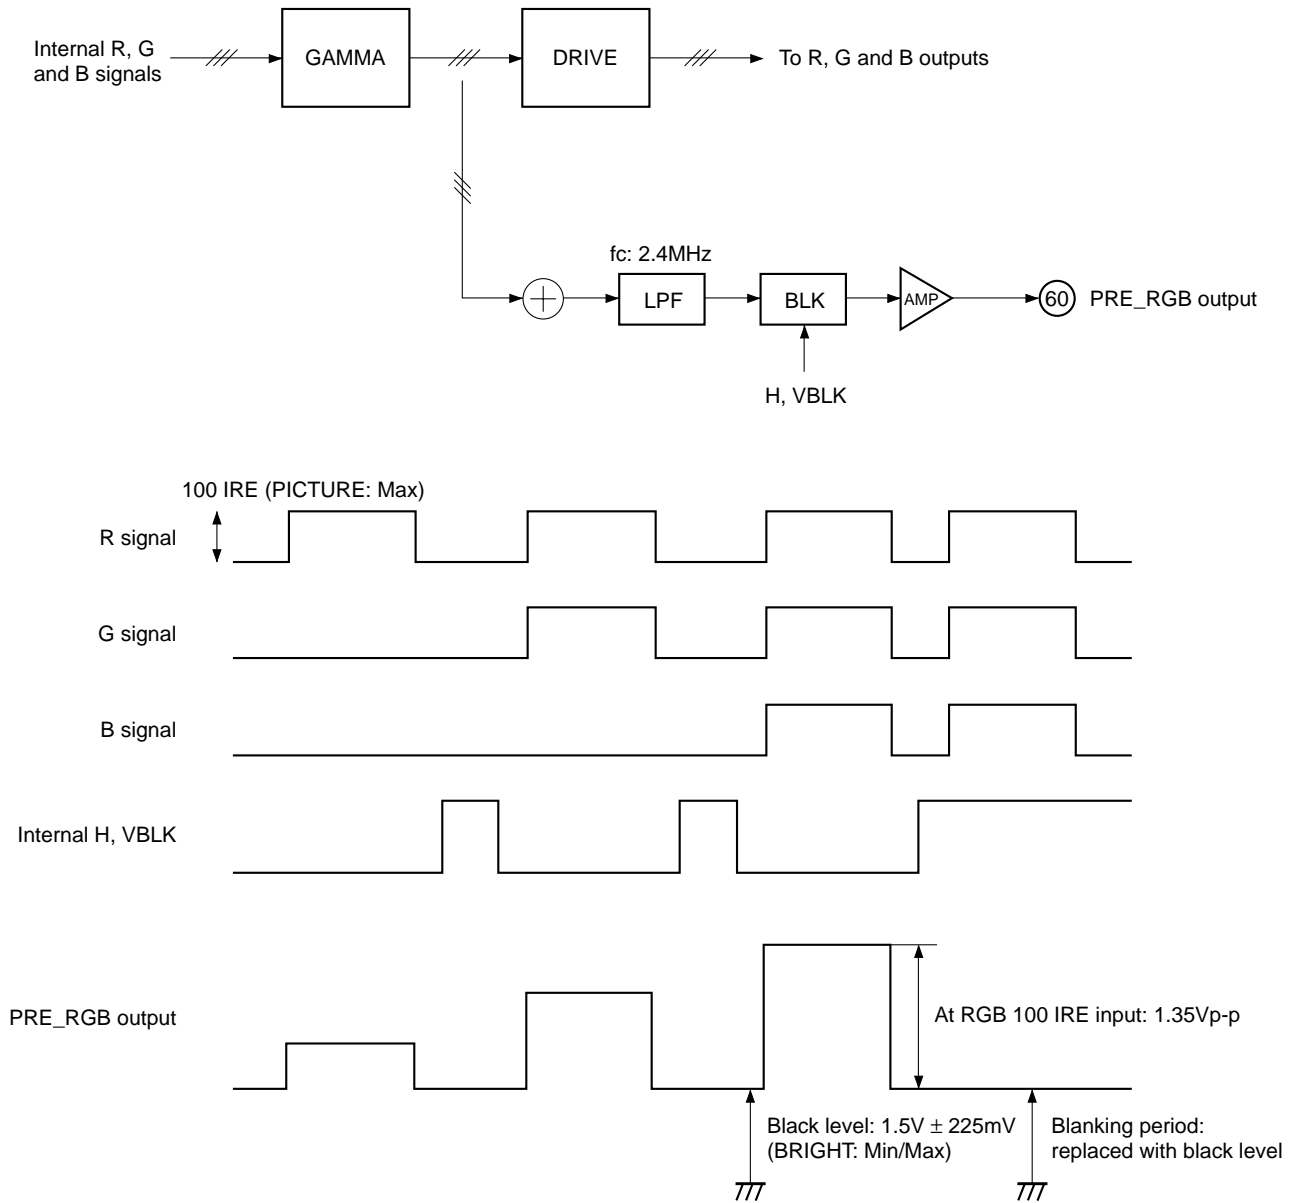 Internal R, G
and B signals
GAMMA
DRIVE
To R, G and B outputs
fc: 2.4MHz
LPF
BLK
AMP
60
PRE_RGB output
H, VBLK
100 IRE (PICTURE: Max)
R signal
G signal
B signal
Internal H, VBLK
PRE_RGB output
At RGB 100 IRE input: 1.35Vp-p
Black level: 1.5V ± 225mV
(BRIGHT: Min/Max)
Blanking period:
replaced with black level